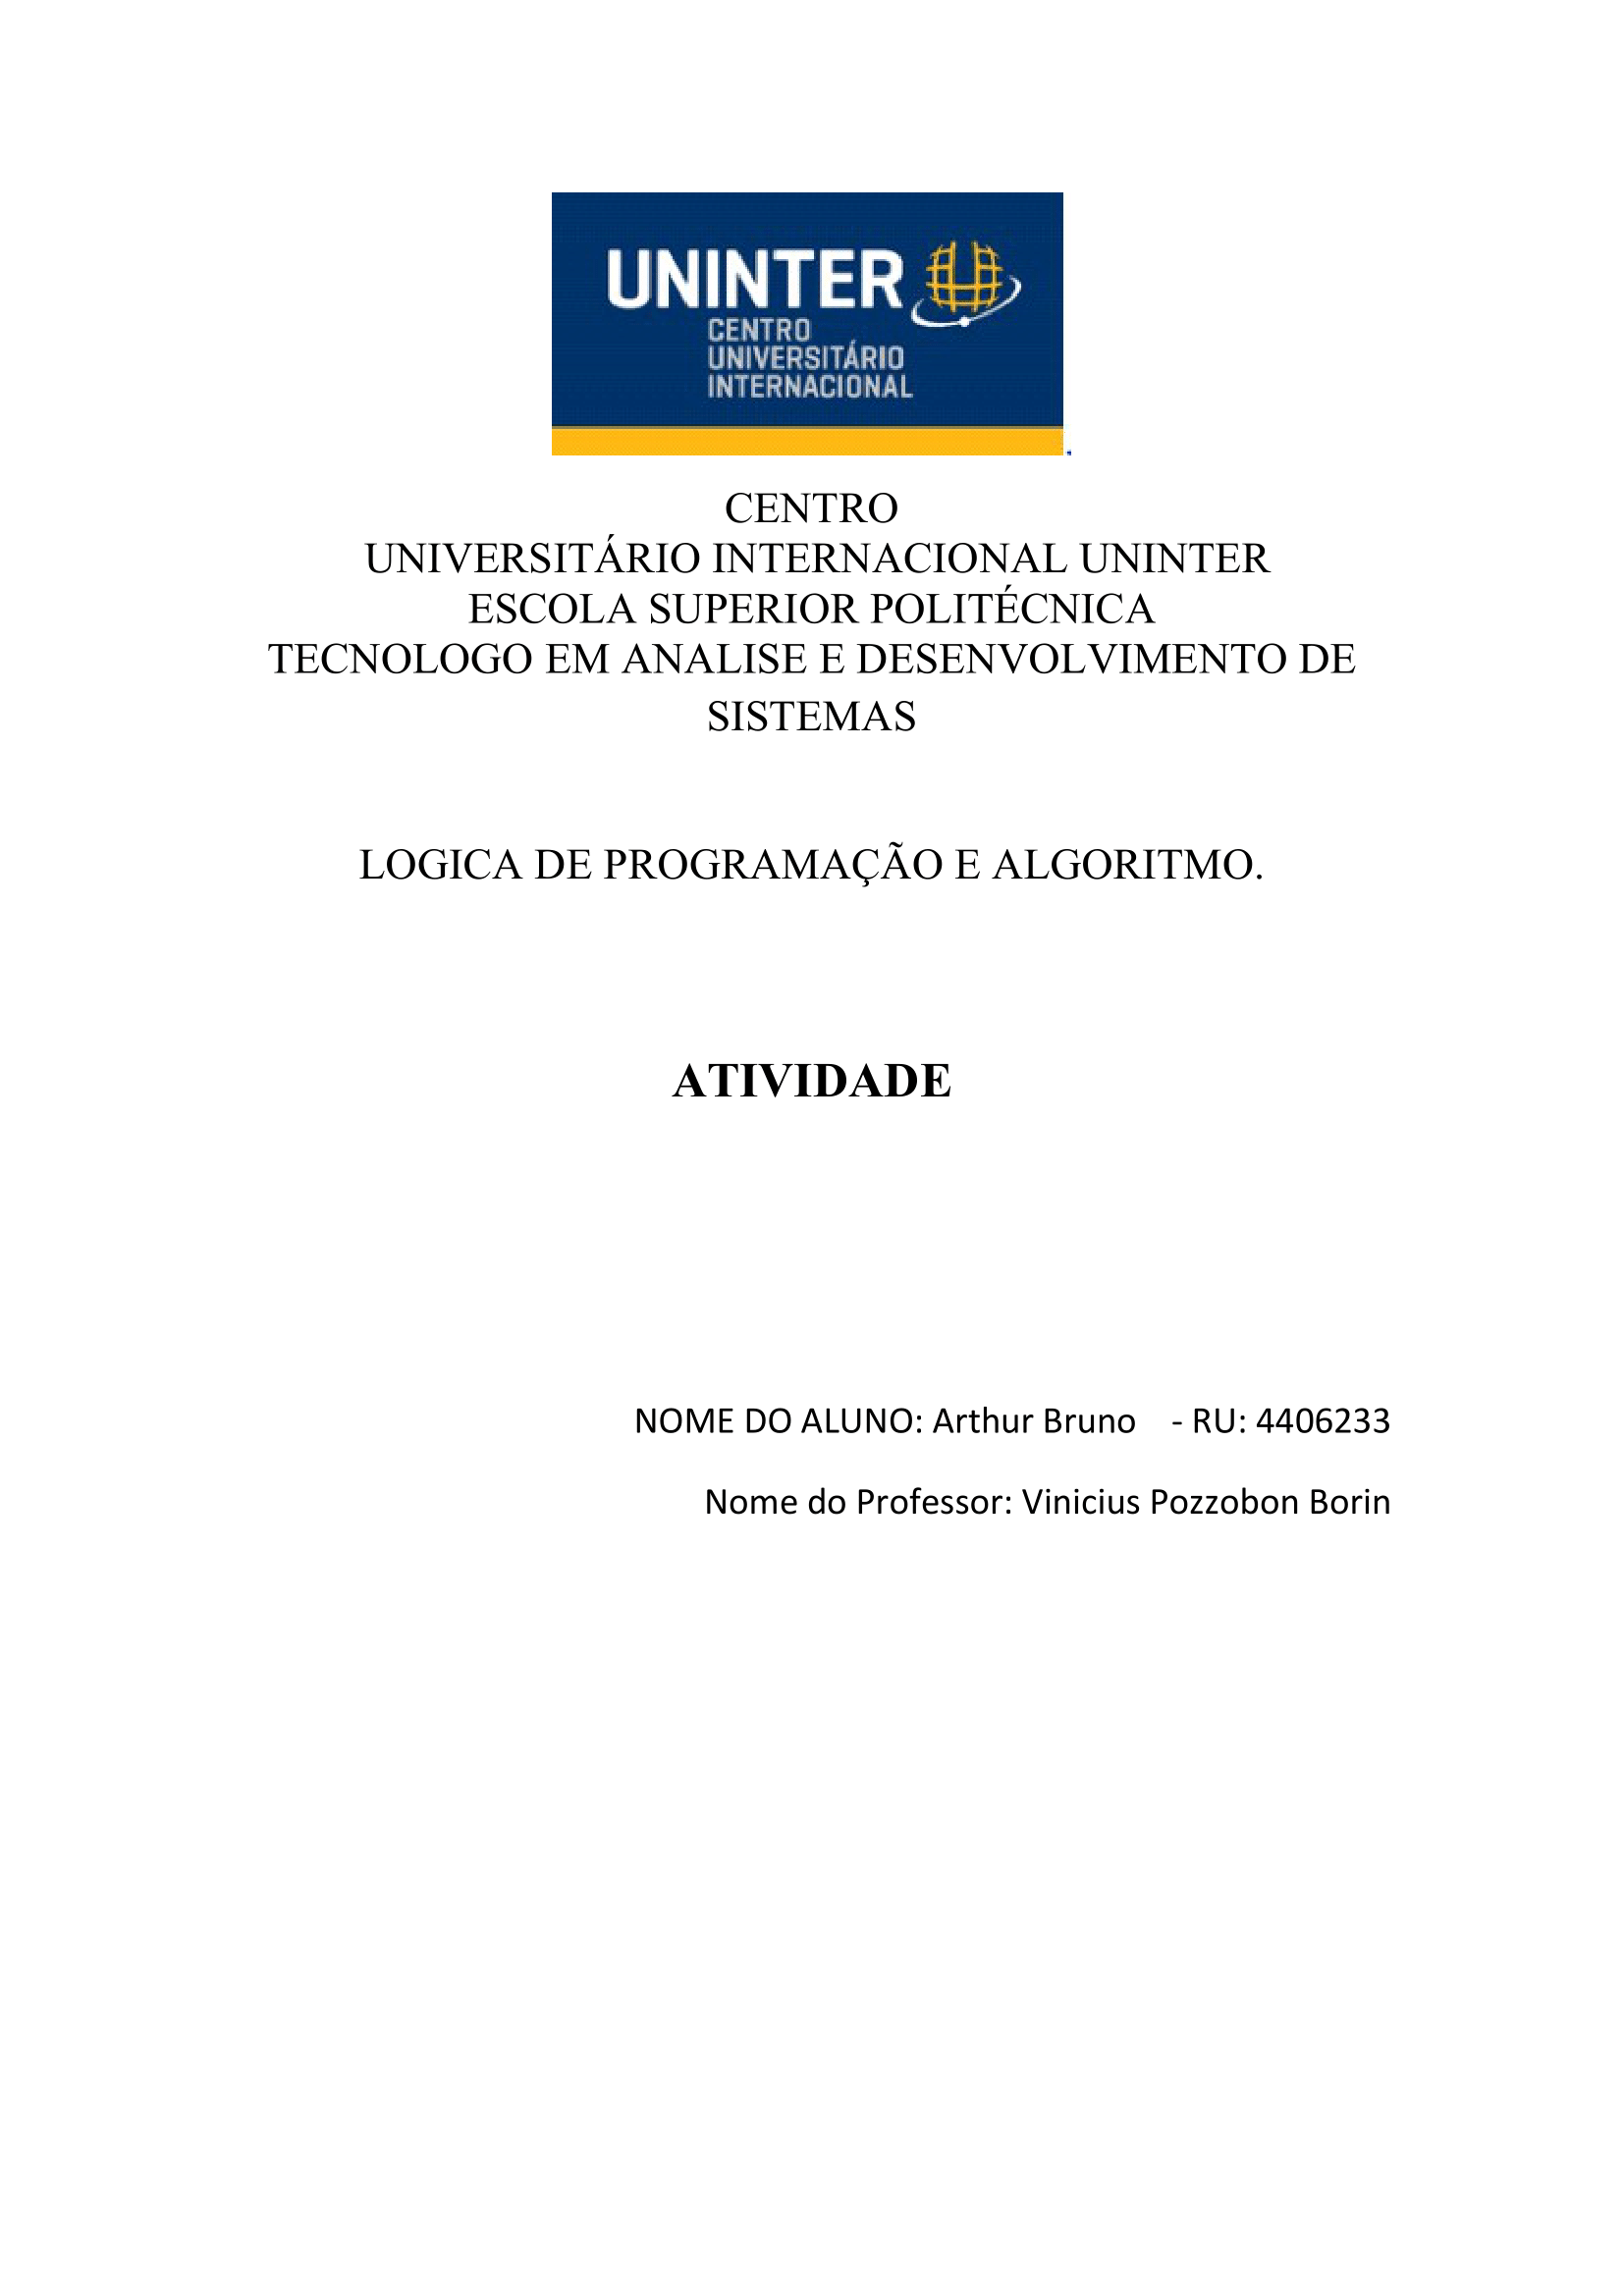 UNINTER
CENTRO
UNIVERSITÁRIO
INTERNACIONAL
CENTRO
UNIVERSITÁRIO INTERNACIONAL UNINTER
ESCOLA SUPERIOR POLITÉCNICA
TECNOLOGO EM ANALISE E DESENVOLVIMENTO DE
SISTEMAS
LOGICA DE PROGRAMAÇÃO E ALGORITMO.
ATIVIDADE
NOME DO ALUNO: Arthur Bruno - RU: 4406233
Nome do Professor: Vinicius Pozzobon Borin